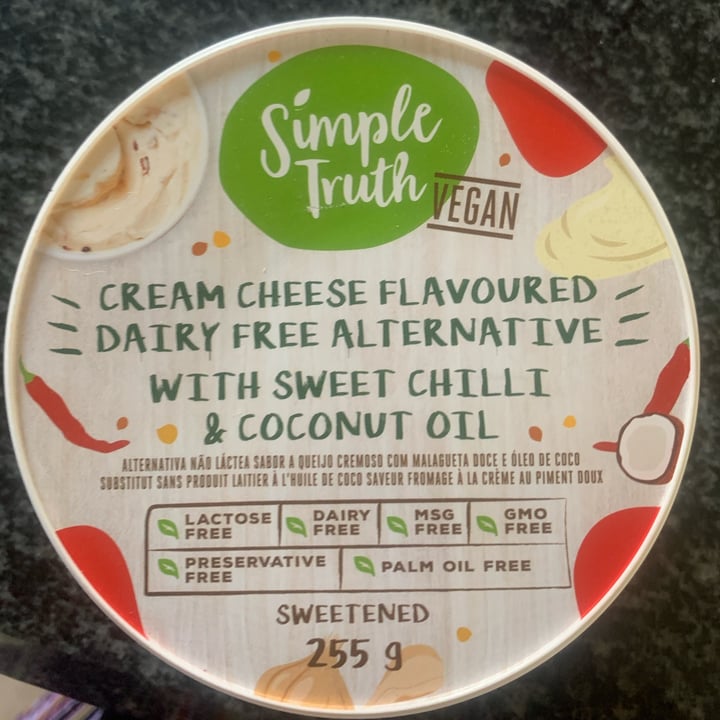 Simple
Truth
VEGAN
CREAM CHEESE FLAVOURED
DAIRY FREE ALTERNATIVE
WITH SWEET CHILLI
& COCONUT OIL
ALTERNATIVA NÃO LÁCTEA SABOR A QUEIJO CREMOSO COM MALAGUETA DOCE E ÓLEO DE COCO
SUBSTITUT SANS PRODUIT LAITIER À L'HUILE DE COCO SAVEUR FROMAGE À LA CRÈME AU PIMENT DOUX
LACTOSE FREE
DAIRY FREE
MSG FREE
GMO FREE
PRESERVATIVE FREE
PALM OIL FREE
SWEETENED
255 g